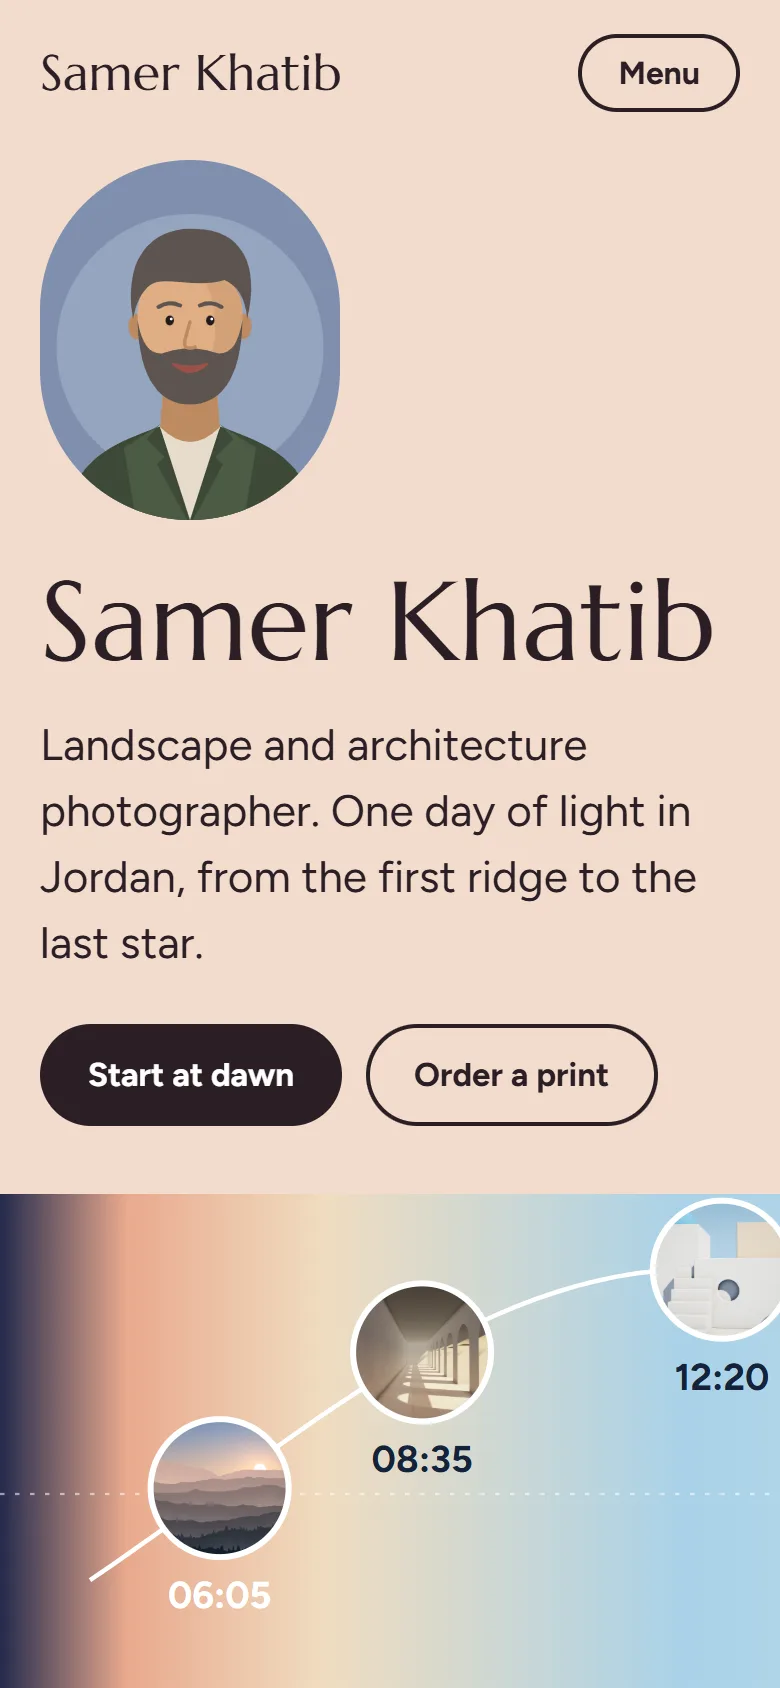 Samer Khatib
Menu
Samer Khatib
Landscape and architecture
photographer. One day of light in
Jordan, from the first ridge to the
last star.
Start at dawn
Order a print
12:20
08:35
06:05